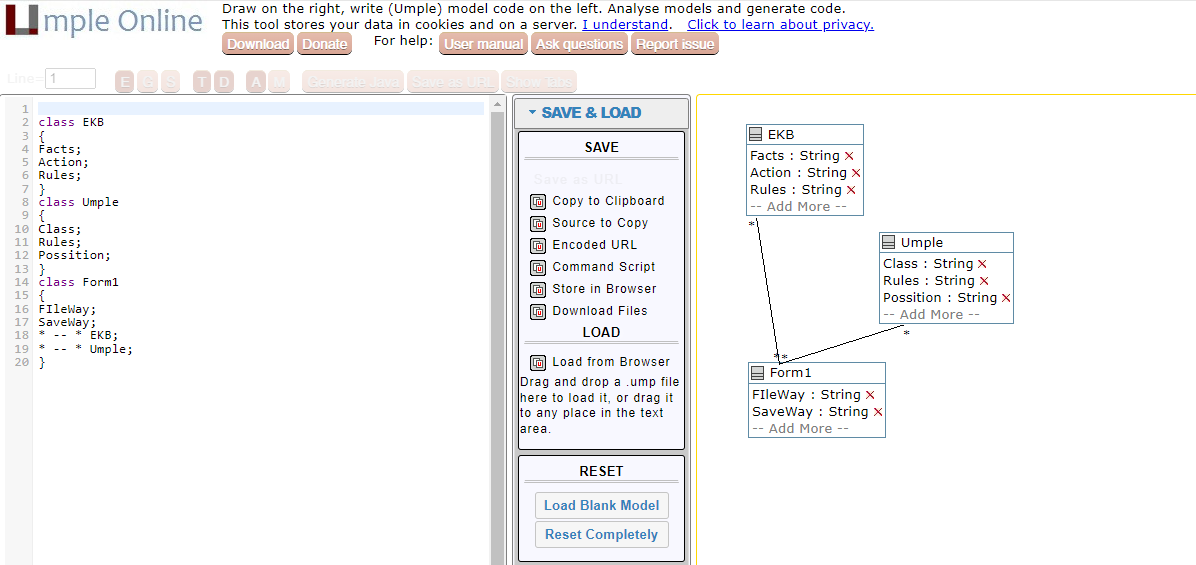 Umple Online
Draw on the right, write (Umple) model code on the left. Analyse models and generate code.
This tool stores your data in cookies and on a server. I understand. Click to learn about privacy.
Download Donate For help: User manual Ask questions Report issue
Line= 1 E G S T D A M Generate Java Save as URL Show Tabs
1
2 class EKB
3 {
4 Facts;
5 Action;
6 Rules;
7 }
8 class Umple
9 {
10 Class;
11 Rules;
12 Possition;
13 }
14 class Form1
15 {
16 FIleWay;
17 SaveWay;
18 * -- * EKB;
19 * -- * Umple;
20 }
SAVE & LOAD
SAVE
Save as URL
Copy to Clipboard
Source to Copy
Encoded URL
Command Script
Store in Browser
Download Files
LOAD
Load from Browser
Drag and drop a .ump file
here to load it, or drag it
to any place in the text
area.
RESET
Load Blank Model
Reset Completely
EKB
Facts : String ×
Action : String ×
Rules : String ×
-- Add More --
*
Umple
Class : String ×
Rules : String ×
Possition : String ×
-- Add More --
*
* *
Form1
FIleWay : String ×
SaveWay : String ×
-- Add More --